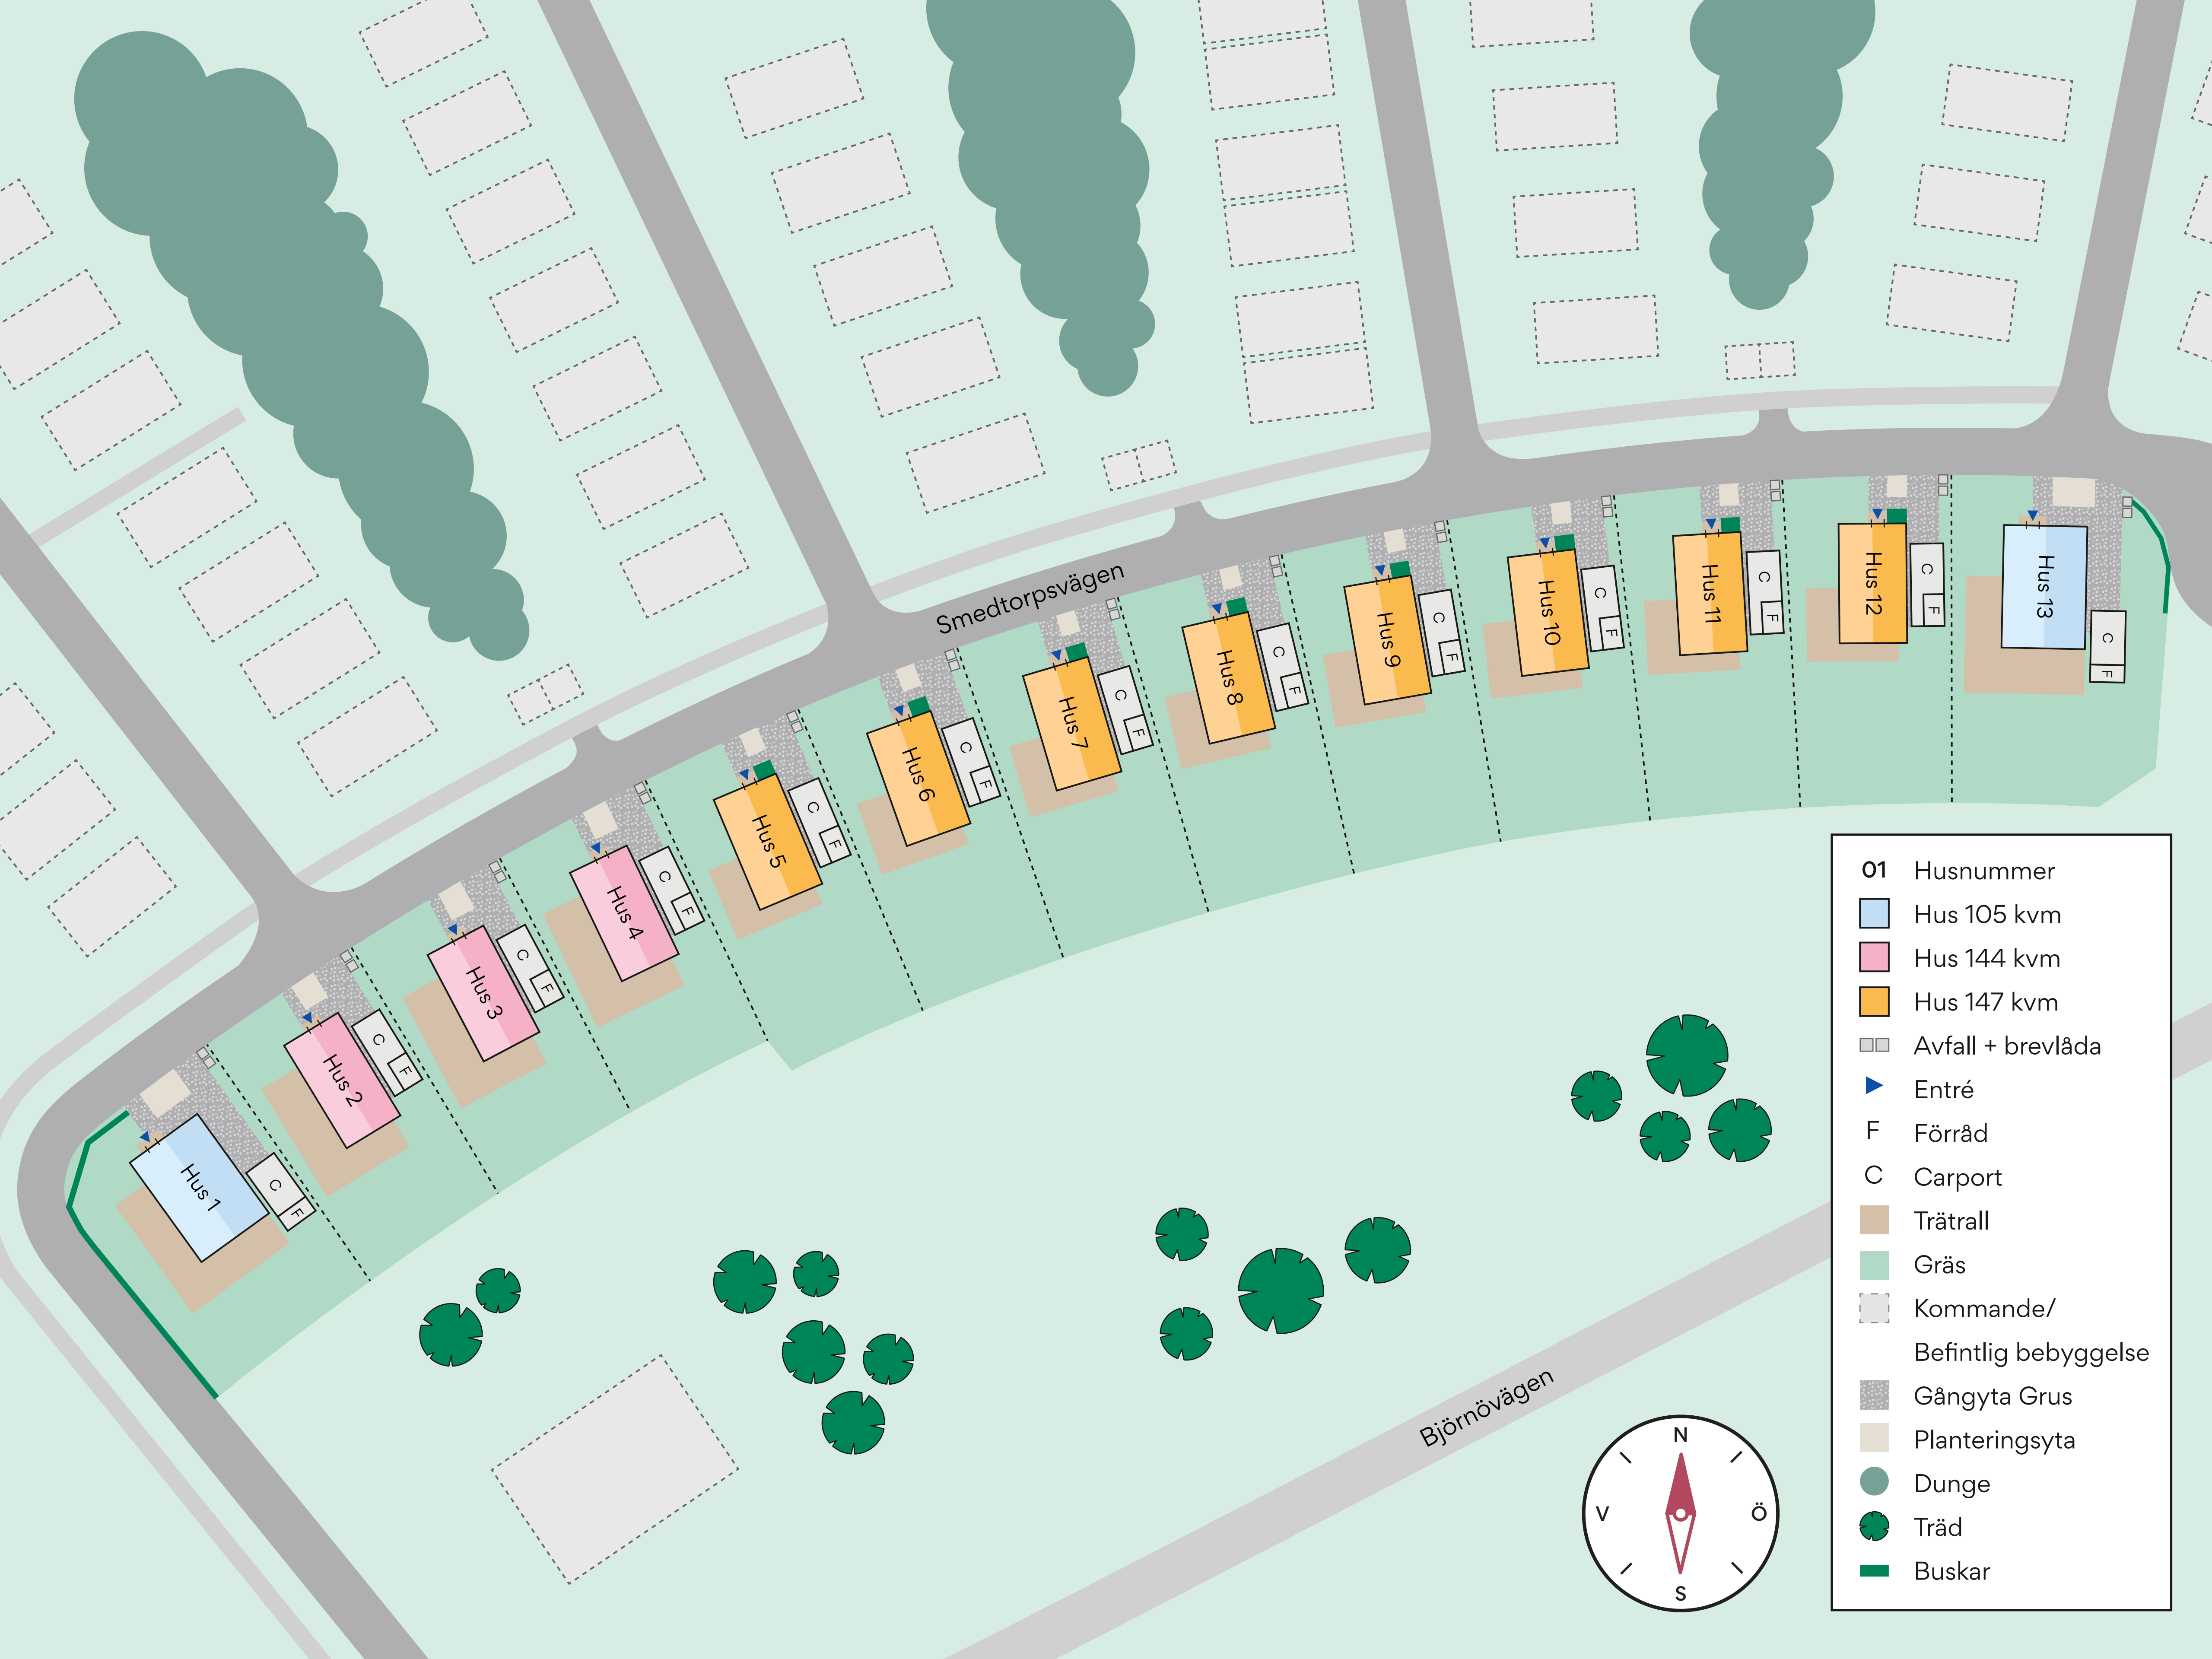 Smedtorpsvägen
Hus 1
C
F
Hus 2
C
F
Hus 3
C
F
Hus 4
C
F
Hus 5
C
F
Hus 6
C
F
Hus 7
C
F
Hus 8
C
F
Hus 9
C
F
Hus 10
C
F
Hus 11
C
F
Hus 12
C
F
Hus 13
C
F
Björnövägen
N
V
Ö
S
01 Husnummer
Hus 105 kvm
Hus 144 kvm
Hus 147 kvm
Avfall + brevlåda
Entré
F Förråd
C Carport
Trätrall
Gräs
Kommande/
Befintlig bebyggelse
Gångyta Grus
Planteringsyta
Dunge
Träd
Buskar